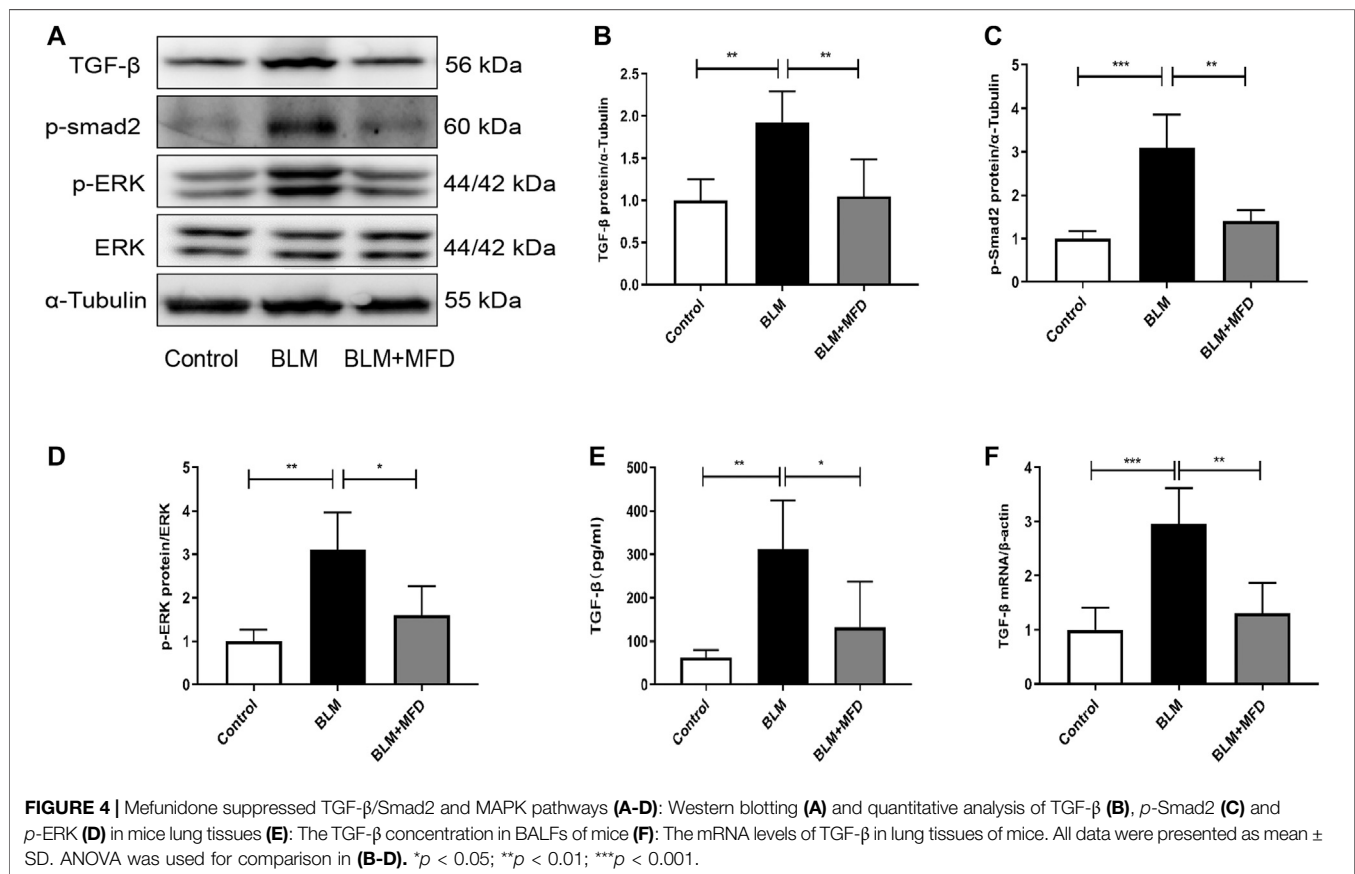 A
TGF-β 56 kDa
p-smad2 60 kDa
p-ERK 44/42 kDa
ERK 44/42 kDa
α-Tubulin 55 kDa
Control BLM BLM+MFD
B
** **
TGF-β protein/α-Tubulin
2.5
2.0
1.5
1.0
0.5
0.0
Control BLM BLM+MFD
C
*** **
p-Smad2 protein/α-Tubulin
5
4
3
2
1
0
Control BLM BLM+MFD
D
** *
p-ERK protein/ERK
5
4
3
2
1
0
Control BLM BLM+MFD
E
** *
TGF-β (pg/ml)
500
400
300
200
100
0
Control BLM BLM+MFD
F
*** **
TGF-β mRNA/β-actin
4
3
2
1
0
Control BLM BLM+MFD
FIGURE 4 | Mefunidone suppressed TGF-β/Smad2 and MAPK pathways (A-D): Western blotting (A) and quantitative analysis of TGF-β (B), p-Smad2 (C) and
p-ERK (D) in mice lung tissues (E): The TGF-β concentration in BALFs of mice (F): The mRNA levels of TGF-β in lung tissues of mice. All data were presented as mean ±
SD. ANOVA was used for comparison in (B-D). *p < 0.05; **p < 0.01; ***p < 0.001.